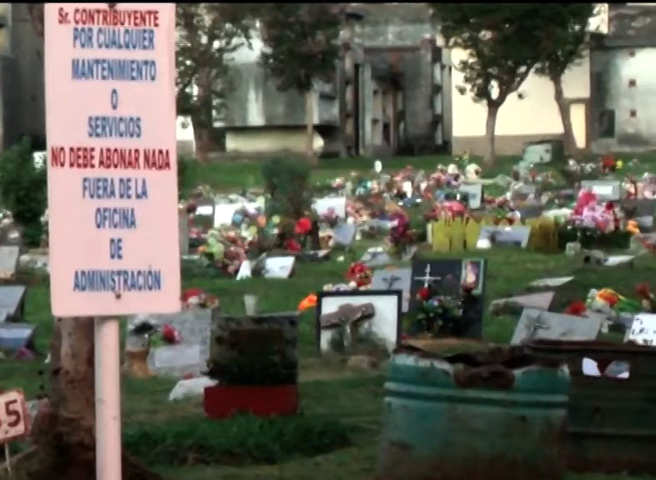 Sr. CONTRIBUYENTE
POR CUALQUIER
MANTENIMIENTO
O
SERVICIOS
NO DEBE ABONAR NADA
FUERA DE LA
OFICINA
DE
ADMINISTRACIÓN